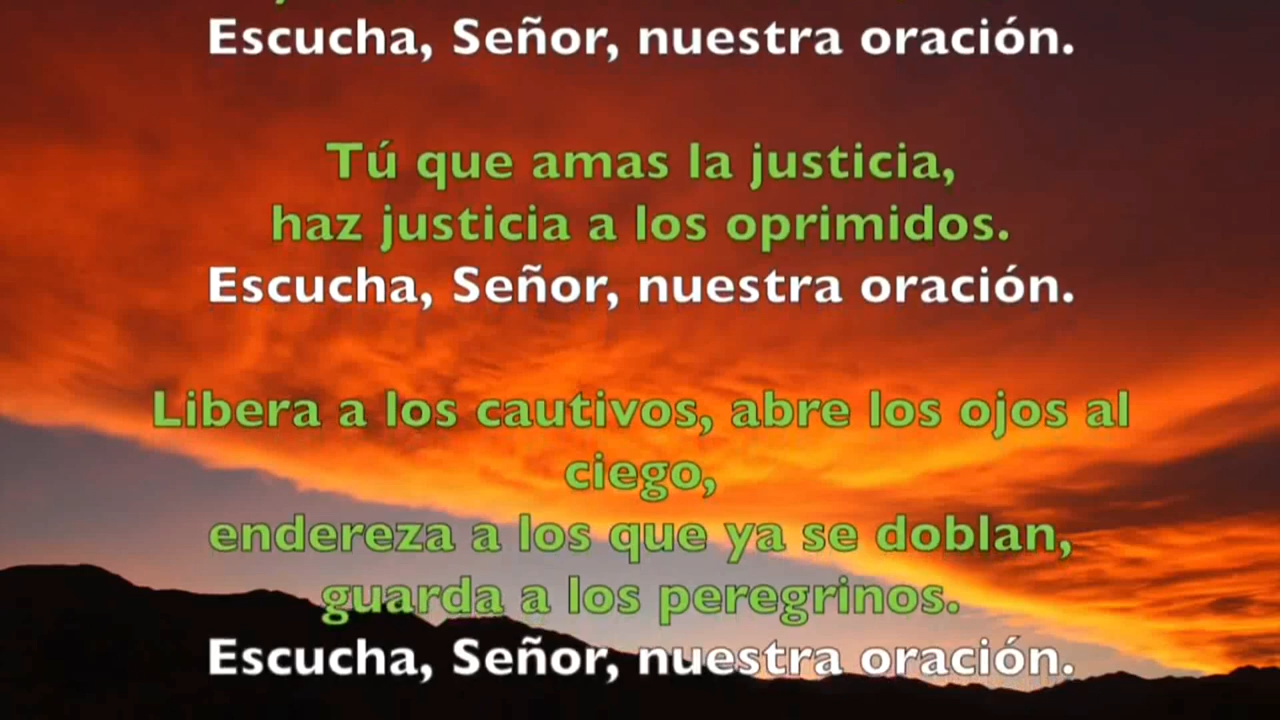 Escucha, Señor, nuestra oración.
Tú que amas la justicia,
haz justicia a los oprimidos.
Escucha, Señor, nuestra oración.
Libera a los cautivos, abre los ojos al
ciego,
endereza a los que ya se doblan,
guarda a los peregrinos.
Escucha, Señor, nuestra oración.